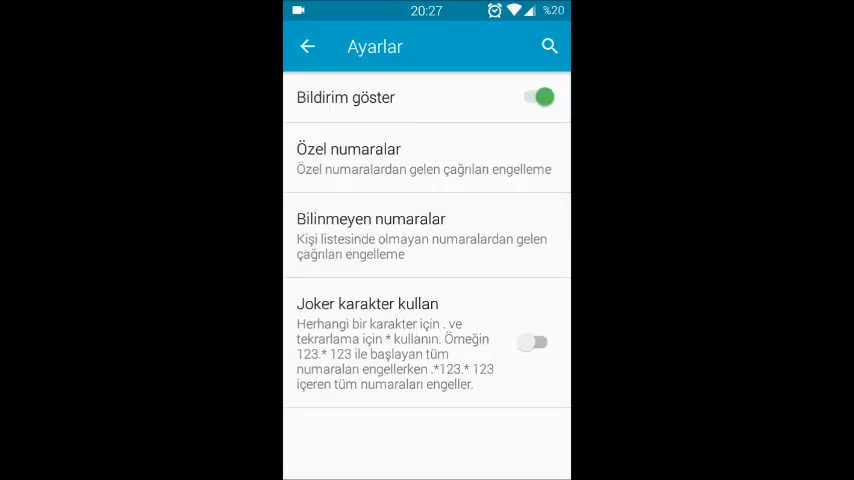 20:27
%20
Ayarlar
Bildirim göster
Özel numaralar
Özel numaralardan gelen çağrıları engelleme
Bilinmeyen numaralar
Kişi listesinde olmayan numaralardan gelen
çağrıları engelleme
Joker karakter kullan
Herhangi bir karakter için . ve
tekrarlama için * kullanın. Örneğin
123.* 123 ile başlayan tüm
numaraları engellerken .*123.* 123
içeren tüm numaraları engeller.